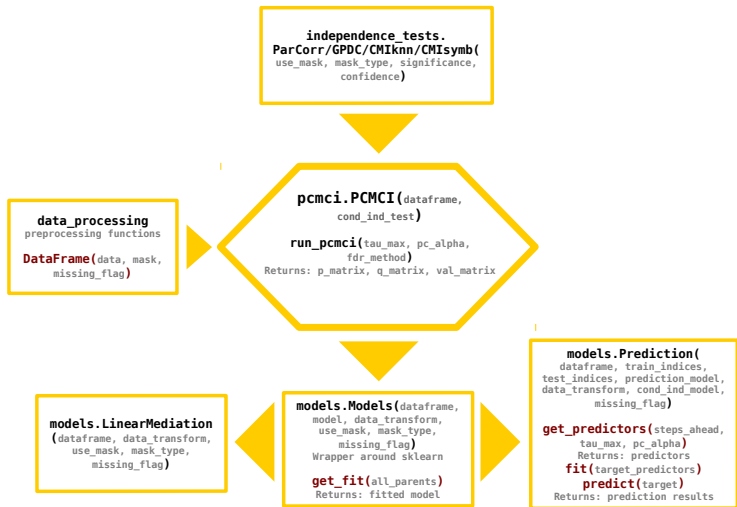 independence_tests.
ParCorr/GPDC/CMIknn/CMIsymb(
use_mask, mask_type, significance,
confidence)
pcmci.PCMCI(dataframe,
cond_ind_test)
run_pcmci(tau_max, pc_alpha,
fdr_method)
Returns: p_matrix, q_matrix, val_matrix
data_processing
preprocessing functions
DataFrame(data, mask,
missing_flag)
models.LinearMediation
(dataframe, data_transform,
use_mask, mask_type,
missing_flag)
models.Models(dataframe,
model, data_transform,
use_mask, mask_type,
missing_flag)
Wrapper around sklearn
get_fit(all_parents)
Returns: fitted model
models.Prediction(
dataframe, train_indices,
test_indices, prediction_model,
data_transform, cond_ind_model,
missing_flag)
get_predictors(steps_ahead,
tau_max, pc_alpha)
Returns: predictors
fit(target_predictors)
predict(target)
Returns: prediction results